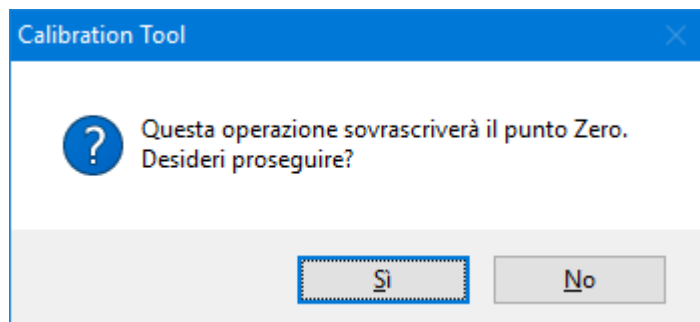 Calibration Tool
Questa operazione sovrascriverà il punto Zero.
Desideri proseguire?
Sì
No